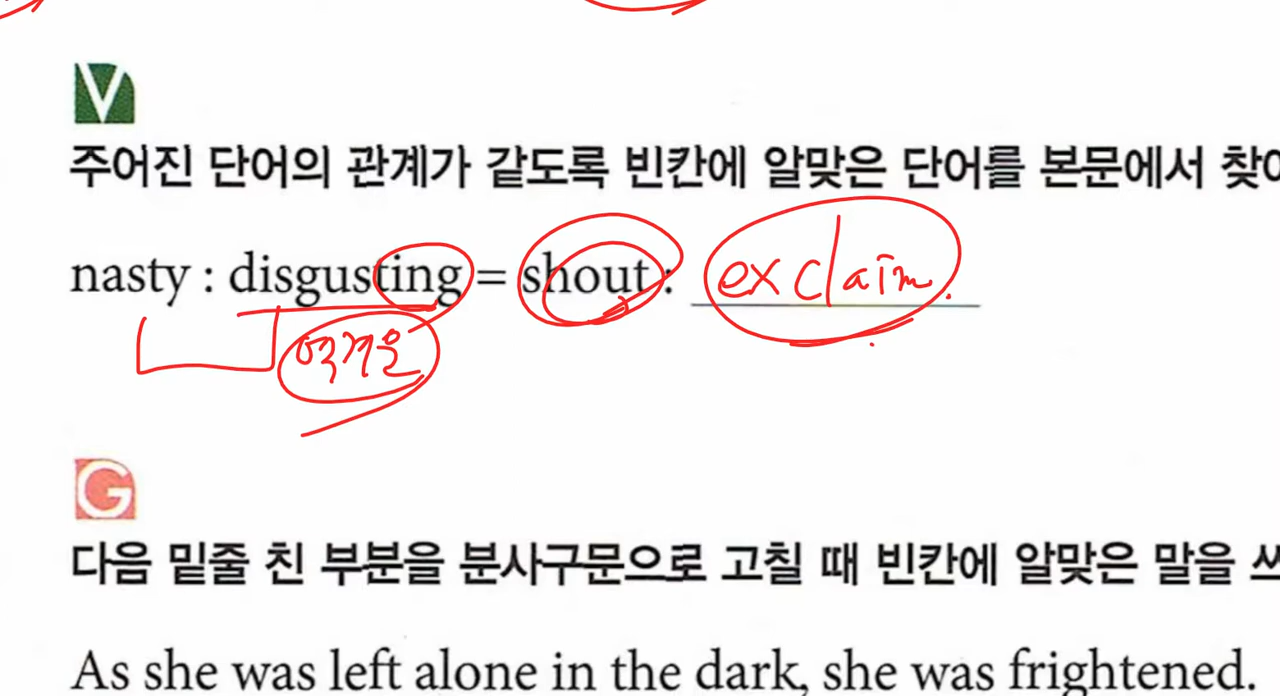 V
주어진 단어의 관계가 같도록 빈칸에 알맞은 단어를 본문에서 찾아
nasty : disgusting = shout : exclaim.
역겨운
G
다음 밑줄 친 부분을 분사구문으로 고칠 때 빈칸에 알맞은 말을 쓰
As she was left alone in the dark, she was frightened.